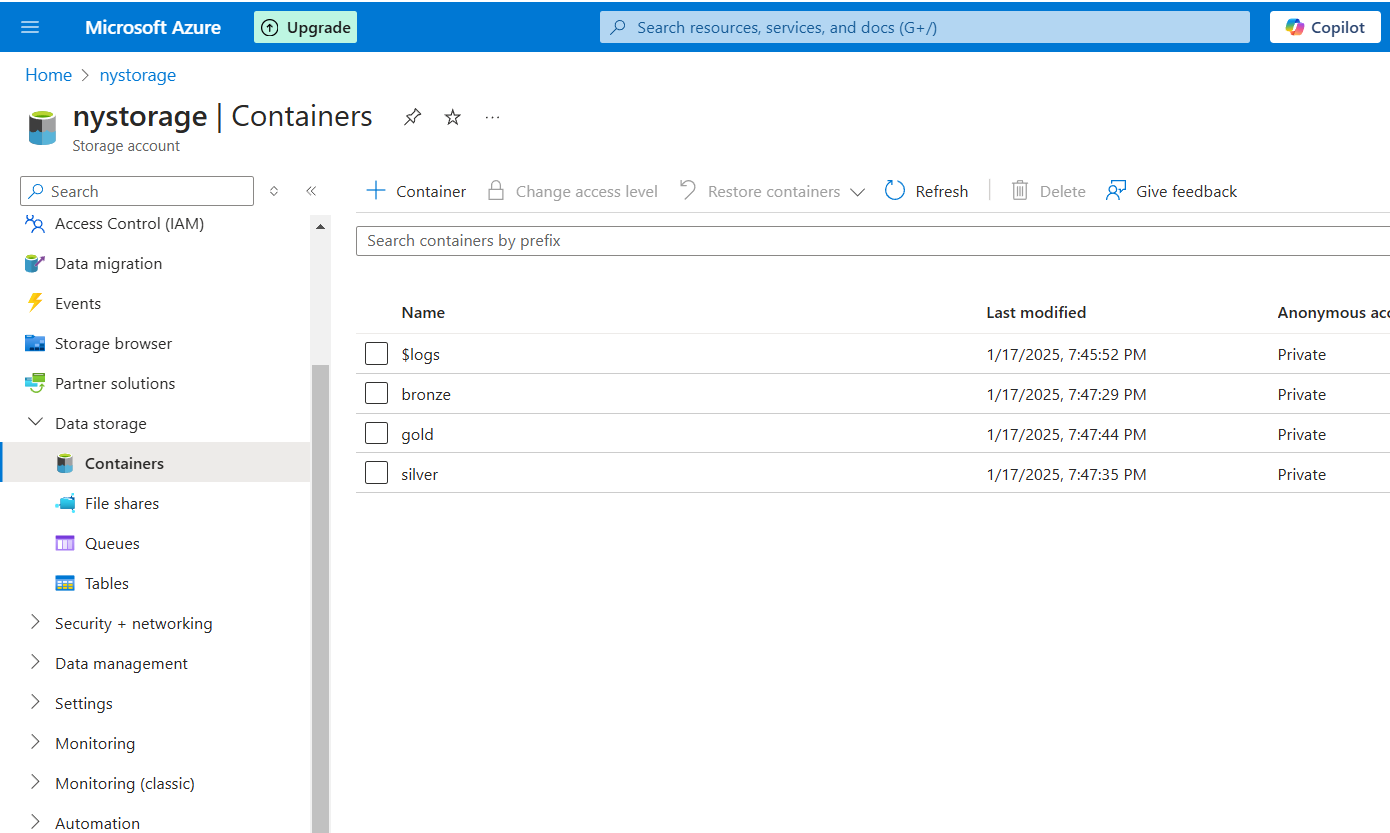 Microsoft Azure
Upgrade
Search resources, services, and docs (G+/)
Copilot
Home > nystorage
nystorage | Containers
Storage account
Search
Container
Change access level
Restore containers
Refresh
Delete
Give feedback
Access Control (IAM)
Data migration
Events
Storage browser
Partner solutions
Data storage
Containers
File shares
Queues
Tables
Security + networking
Data management
Settings
Monitoring
Monitoring (classic)
Automation
Search containers by prefix
Name Last modified Anonymous acc
$logs 1/17/2025, 7:45:52 PM Private
bronze 1/17/2025, 7:47:29 PM Private
gold 1/17/2025, 7:47:44 PM Private
silver 1/17/2025, 7:47:35 PM Private